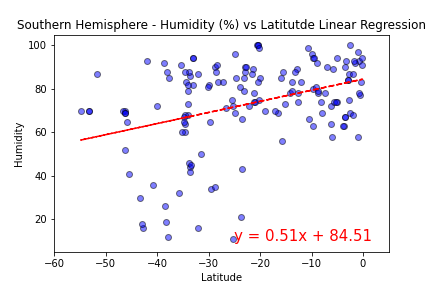 Southern Hemisphere - Humidity (%) vs Latitutde Linear Regression
100
80
60
40
20
Humidity
y = 0.51x + 84.51
−60 −50 −40 −30 −20 −10 0
Latitude